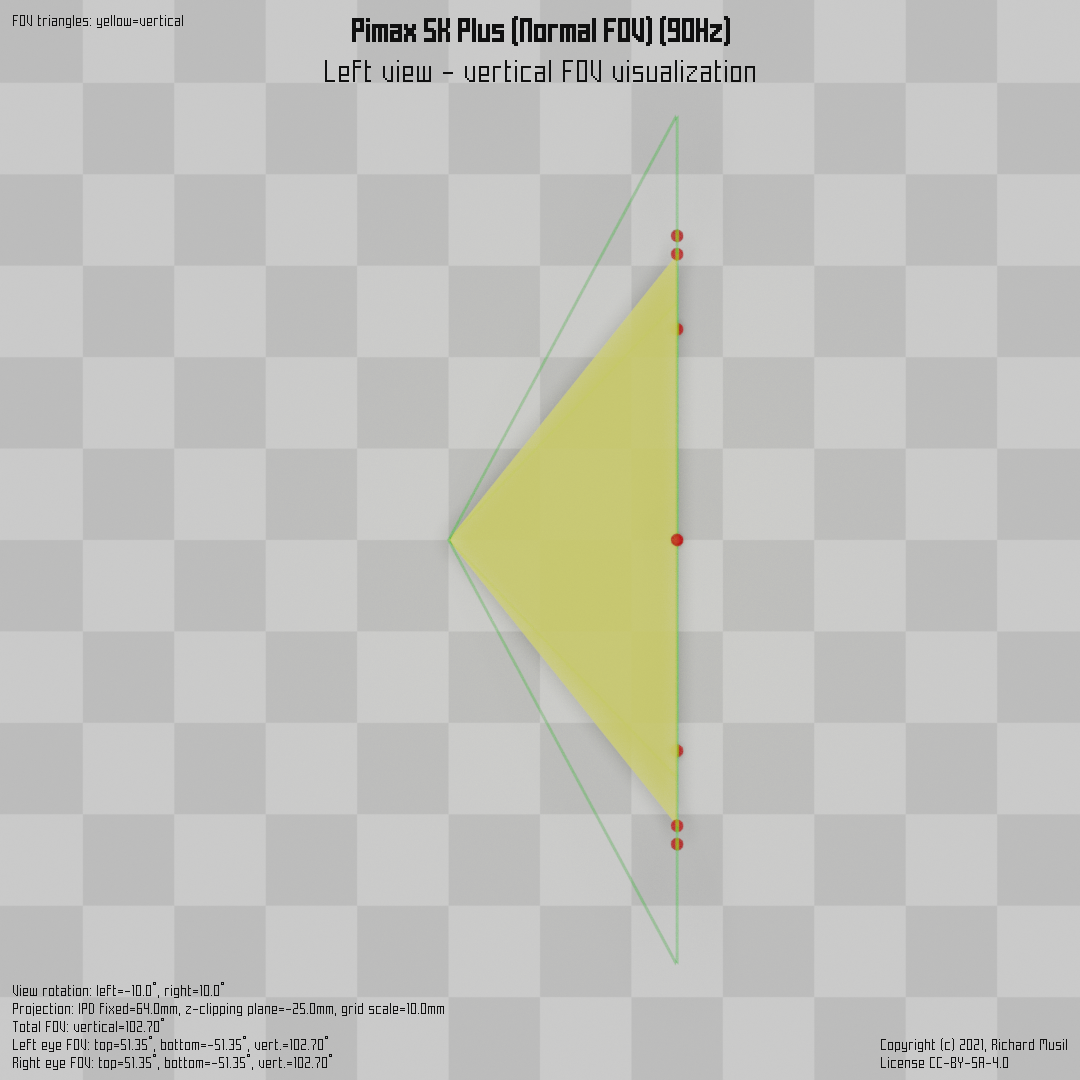 FOV triangles: yellow=vertical
Pimax 5K Plus (Normal FOV) (90Hz)
Left view - vertical FOV visualization
View rotation: left=-10.0°, right=10.0°
Projection: IPD fixed=64.0mm, z-clipping plane=-25.0mm, grid scale=10.0mm
Total FOV: vertical=102.70°
Left eye FOV: top=51.35°, bottom=-51.35°, vert.=102.70°
Right eye FOV: top=51.35°, bottom=-51.35°, vert.=102.70°
Copyright (c) 2021, Richard Musil
License CC-BY-SA-4.0